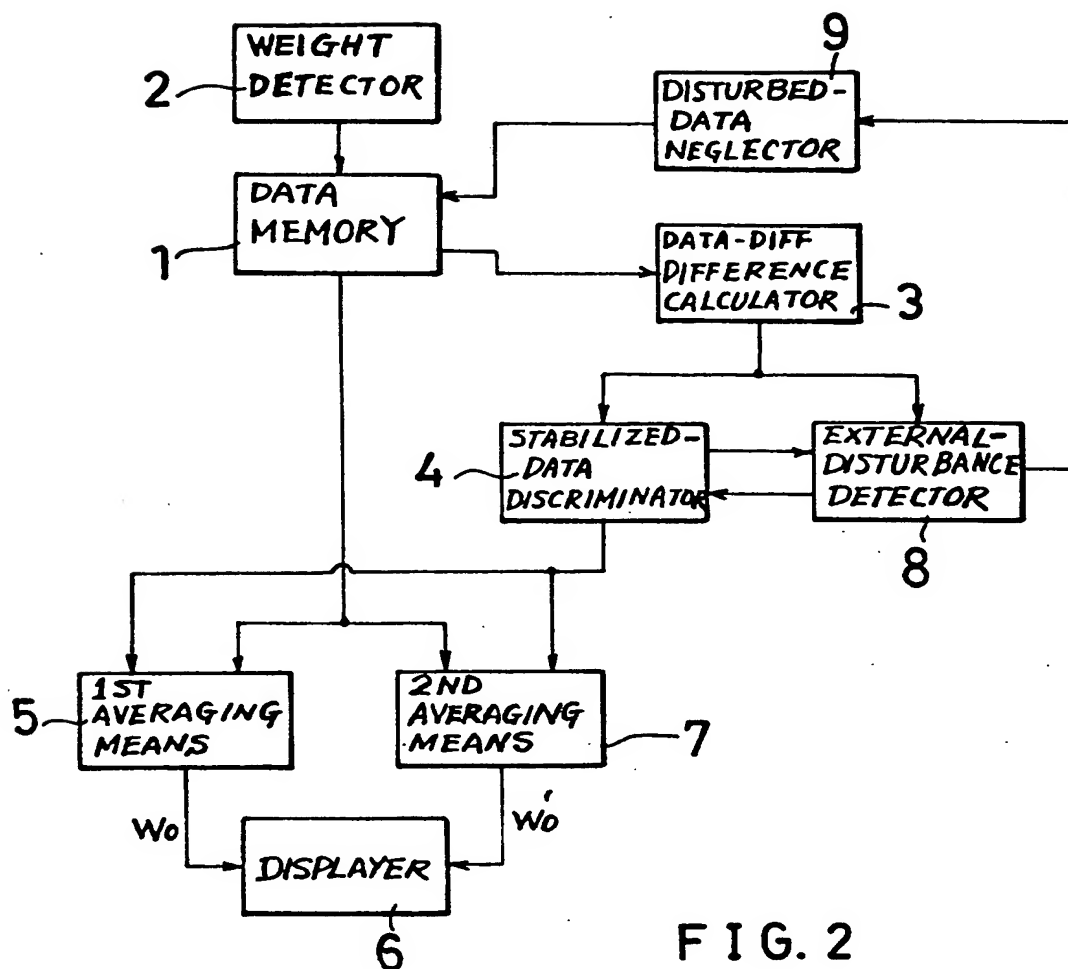 WEIGHT
DETECTOR
2
9
DISTURBED-
DATA
NEGLECTOR
DATA
MEMORY
1
DATA-DIFF
DIFFERENCE
CALCULATOR
3
STABILIZED-
DATA
DISCRIMINATOR
4
EXTERNAL-
DISTURBANCE
DETECTOR
8
1ST
AVERAGING
MEANS
5
2ND
AVERAGING
MEANS
7
Wo
Wo'
DISPLAYER
6
FIG. 2